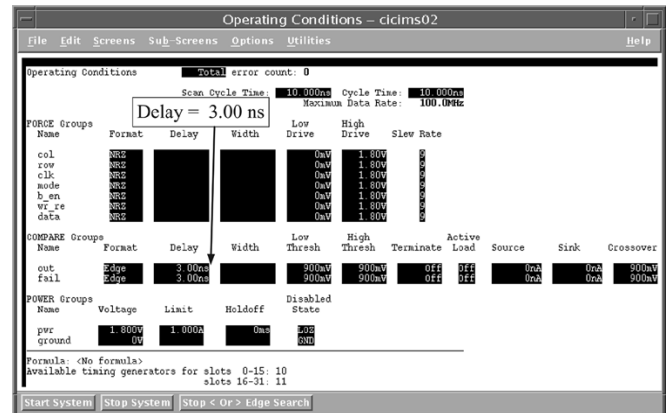 Operating Conditions – cicims02
File Edit Screens Sub-Screens Options Utilities Help
Operating Conditions Total error count: 0
Scan Cycle Time: 10.000ns Cycle Time: 10.000ns
Maximum Data Rate: 100.0MHz
Delay = 3.00 ns
FORCE Groups Low High
Name Format Delay Width Drive Drive Slew Rate
col NRZ 0mV 1.80V 9
row NRZ 0mV 1.80V 9
clk NRZ 0mV 1.80V 9
mode NRZ 0mV 1.80V 9
b_en NRZ 0mV 1.80V 9
wr_re NRZ 0mV 1.80V 9
data NRZ 0mV 1.80V 9
COMPARE Groups Low High Active
Name Format Delay Width Thresh Thresh Terminate Load Source Sink Crossover
out Edge 3.00ns 900mV 900mV Off Off 0nA 0nA 900mV
fail Edge 3.00ns 900mV 900mV Off Off 0nA 0nA 900mV
POWER Groups Disabled
Name Voltage Limit Holdoff State
pwr 1.800V 1.000A 0ms LOZ
ground 0V GND
Formula: <No formula>
Available timing generators for slots 0-15: 10
slots 16-31: 11
Start System Stop System Stop < Or > Edge Search